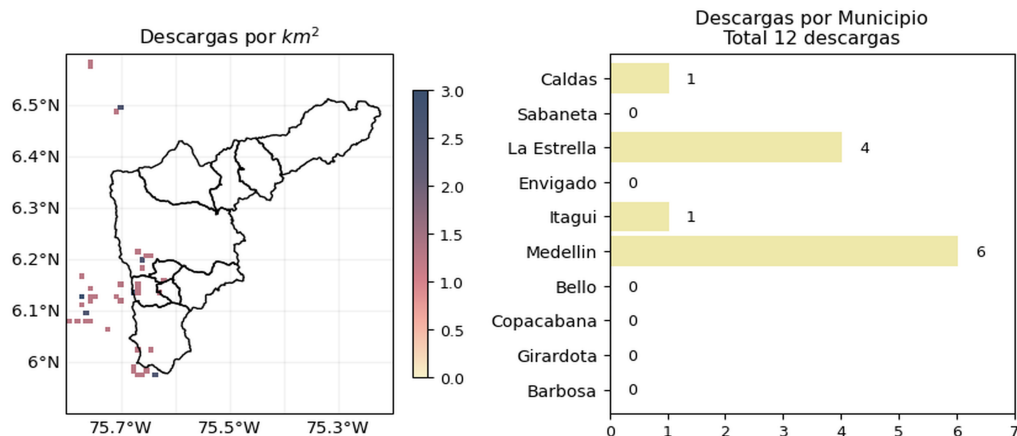 Descargas por km²
6.5°N
6.4°N
6.3°N
6.2°N
6.1°N
6°N
75.7°W
75.5°W
75.3°W
3.0
2.5
2.0
1.5
1.0
0.5
0.0
Descargas por Municipio
Total 12 descargas
Caldas 1
Sabaneta 0
La Estrella 4
Envigado 0
Itagui 1
Medellin 6
Bello 0
Copacabana 0
Girardota 0
Barbosa 0
0 1 2 3 4 5 6 7